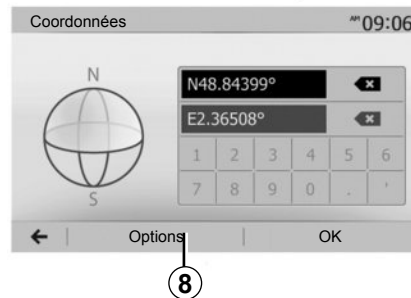 Coordonnées AM 09:06
N
N48.84399°
E2.36508°
1 2 3 4 5 6
7 8 9 0 . '
S
Options OK
8